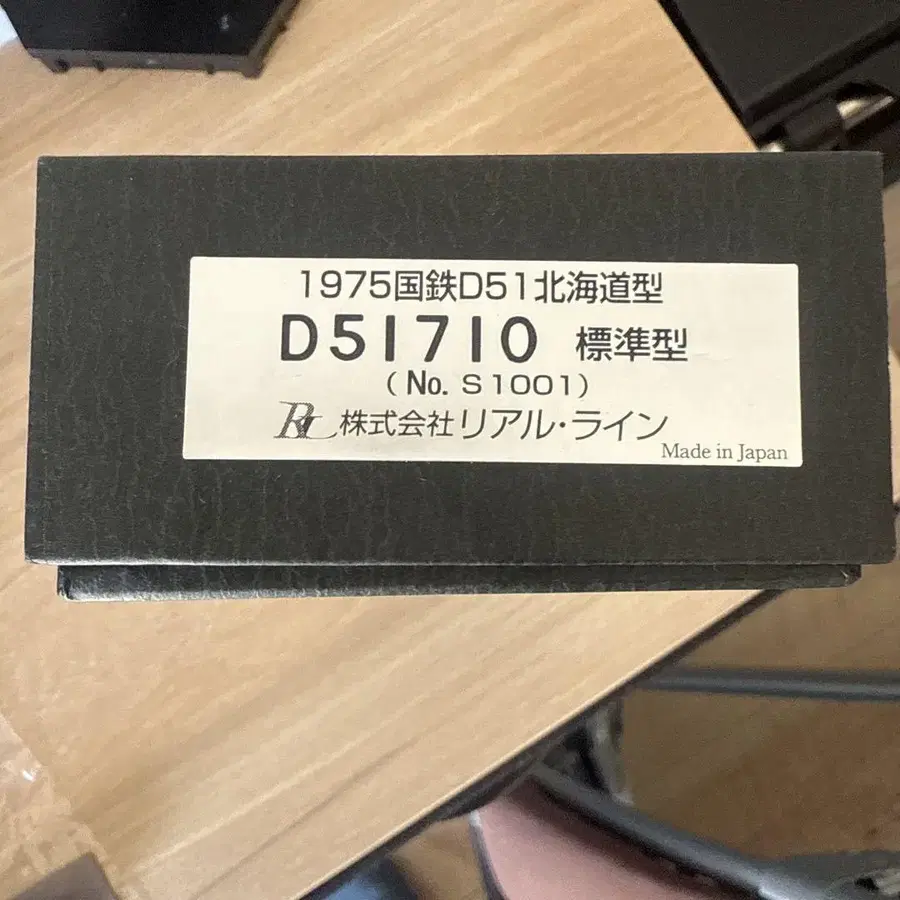 1975国鉄D51北海道型
D51710 標準型
(No. S1001)
RL 株式会社リアル・ライン
Made in Japan